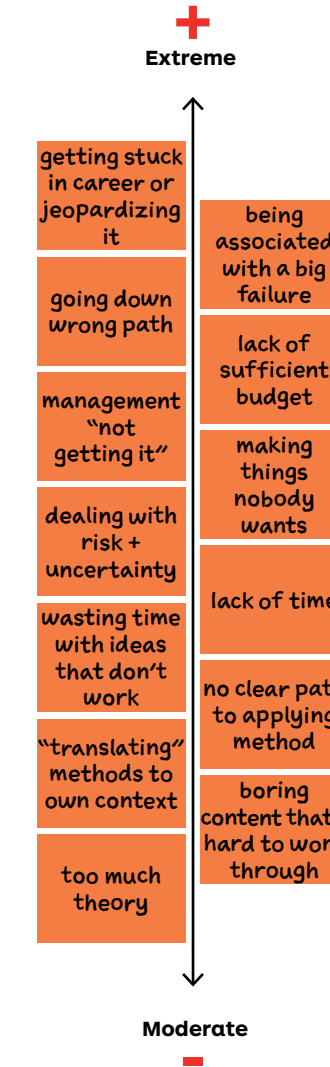 Extreme
getting stuck
in career or
jeopardizing
it
being
associated
with a big
failure
going down
wrong path
lack of
sufficient
budget
management
“not
getting it”
making
things
nobody
wants
dealing with
risk +
uncertainty
lack of time
wasting time
with ideas
that don’t
work
no clear pat
to applying
method
“translating”
methods to
own context
boring
content that
hard to wor
through
too much
theory
Moderate